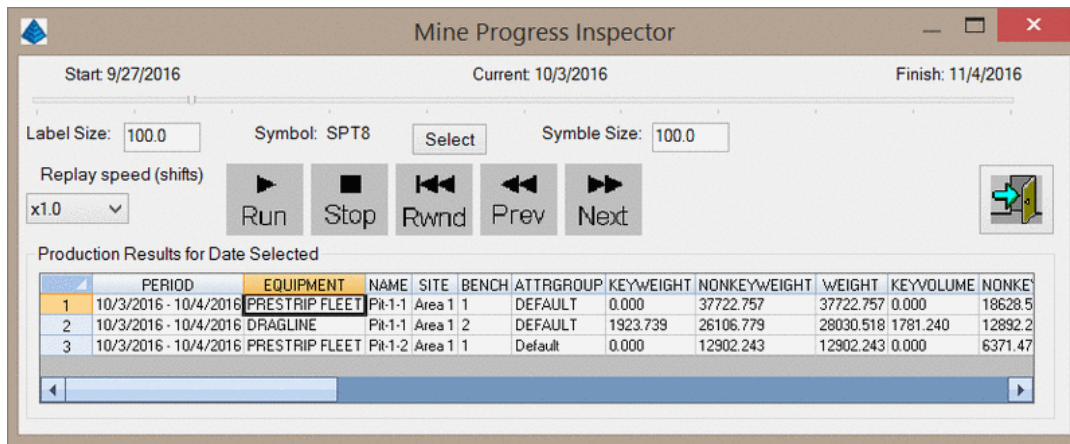 Mine Progress Inspector
Start: 9/27/2016 Current: 10/3/2016 Finish: 11/4/2016
Label Size: 100.0 Symbol: SPT8 Select Symble Size: 100.0
Replay speed (shifts)
x1.0 Run Stop Rwnd Prev Next
Production Results for Date Selected
PERIOD EQUIPMENT NAME SITE BENCH ATTRGROUP KEYWEIGHT NONKEYWEIGHT WEIGHT KEYVOLUME NONKEY
1 10/3/2016 - 10/4/2016 PRESTRIP FLEET Pit-1-1 Area 1 1 DEFAULT 0.000 37722.757 37722.757 0.000 18628.5
2 10/3/2016 - 10/4/2016 DRAGLINE Pit-1-1 Area 1 2 DEFAULT 1923.739 26106.779 28030.518 1781.240 12892.2
3 10/3/2016 - 10/4/2016 PRESTRIP FLEET Pit-1-2 Area 1 1 Default 0.000 12902.243 12902.243 0.000 6371.47